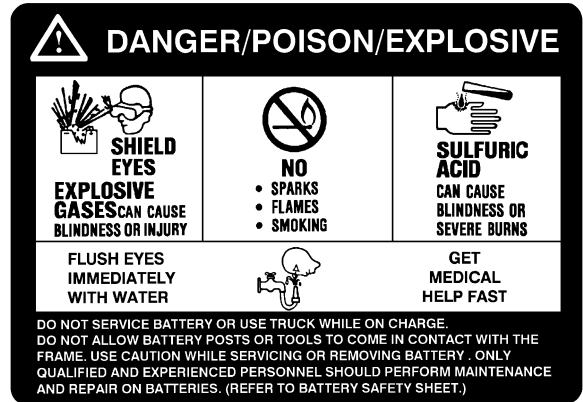 DANGER/POISON/EXPLOSIVE
SHIELD
EYES
EXPLOSIVE
GASES CAN CAUSE
BLINDNESS OR INJURY
NO
• SPARKS
• FLAMES
• SMOKING
SULFURIC
ACID
CAN CAUSE
BLINDNESS OR
SEVERE BURNS
FLUSH EYES
IMMEDIATELY
WITH WATER
GET
MEDICAL
HELP FAST
DO NOT SERVICE BATTERY OR USE TRUCK WHILE ON CHARGE.
DO NOT ALLOW BATTERY POSTS OR TOOLS TO COME IN CONTACT WITH THE
FRAME. USE CAUTION WHILE SERVICING OR REMOVING BATTERY . ONLY
QUALIFIED AND EXPERIENCED PERSONNEL SHOULD PERFORM MAINTENANCE
AND REPAIR ON BATTERIES. (REFER TO BATTERY SAFETY SHEET.)